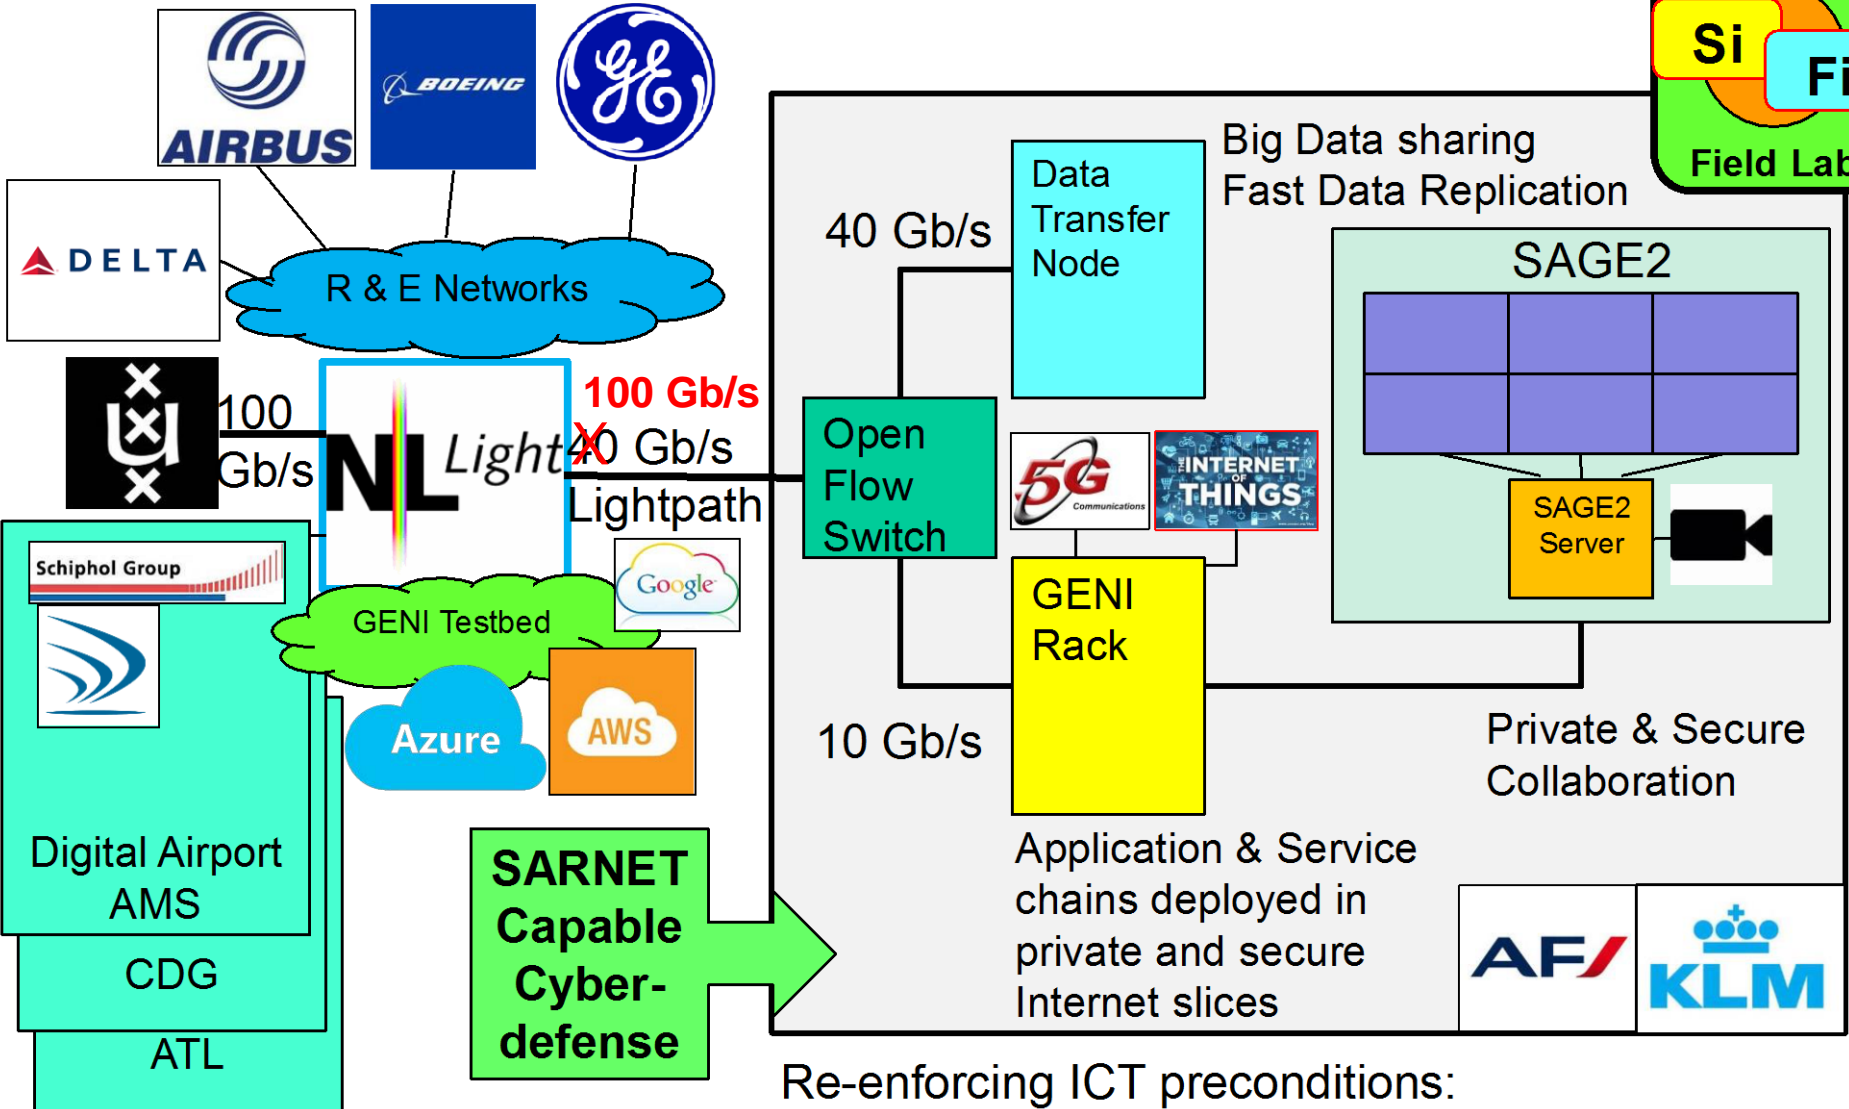 AIRBUS
BOEING
GE
Si
Fi
Field Lab
DELTA
R & E Networks
40 Gb/s
Data
Transfer
Node
Big Data sharing
Fast Data Replication
SAGE2
U
100
Gb/s
NL Light
100 Gb/s
X
40 Gb/s
Lightpath
Open
Flow
Switch
5G
Communications
THE
INTERNET
OF
THINGS
SAGE2
Server
Schiphol Group
Google
GENI Testbed
GENI
Rack
Azure
AWS
10 Gb/s
Private & Secure
Collaboration
Digital Airport
AMS
CDG
ATL
SARNET
Capable
Cyber-
defense
Application & Service
chains deployed in
private and secure
Internet slices
AF
KLM
Re-enforcing ICT preconditions: